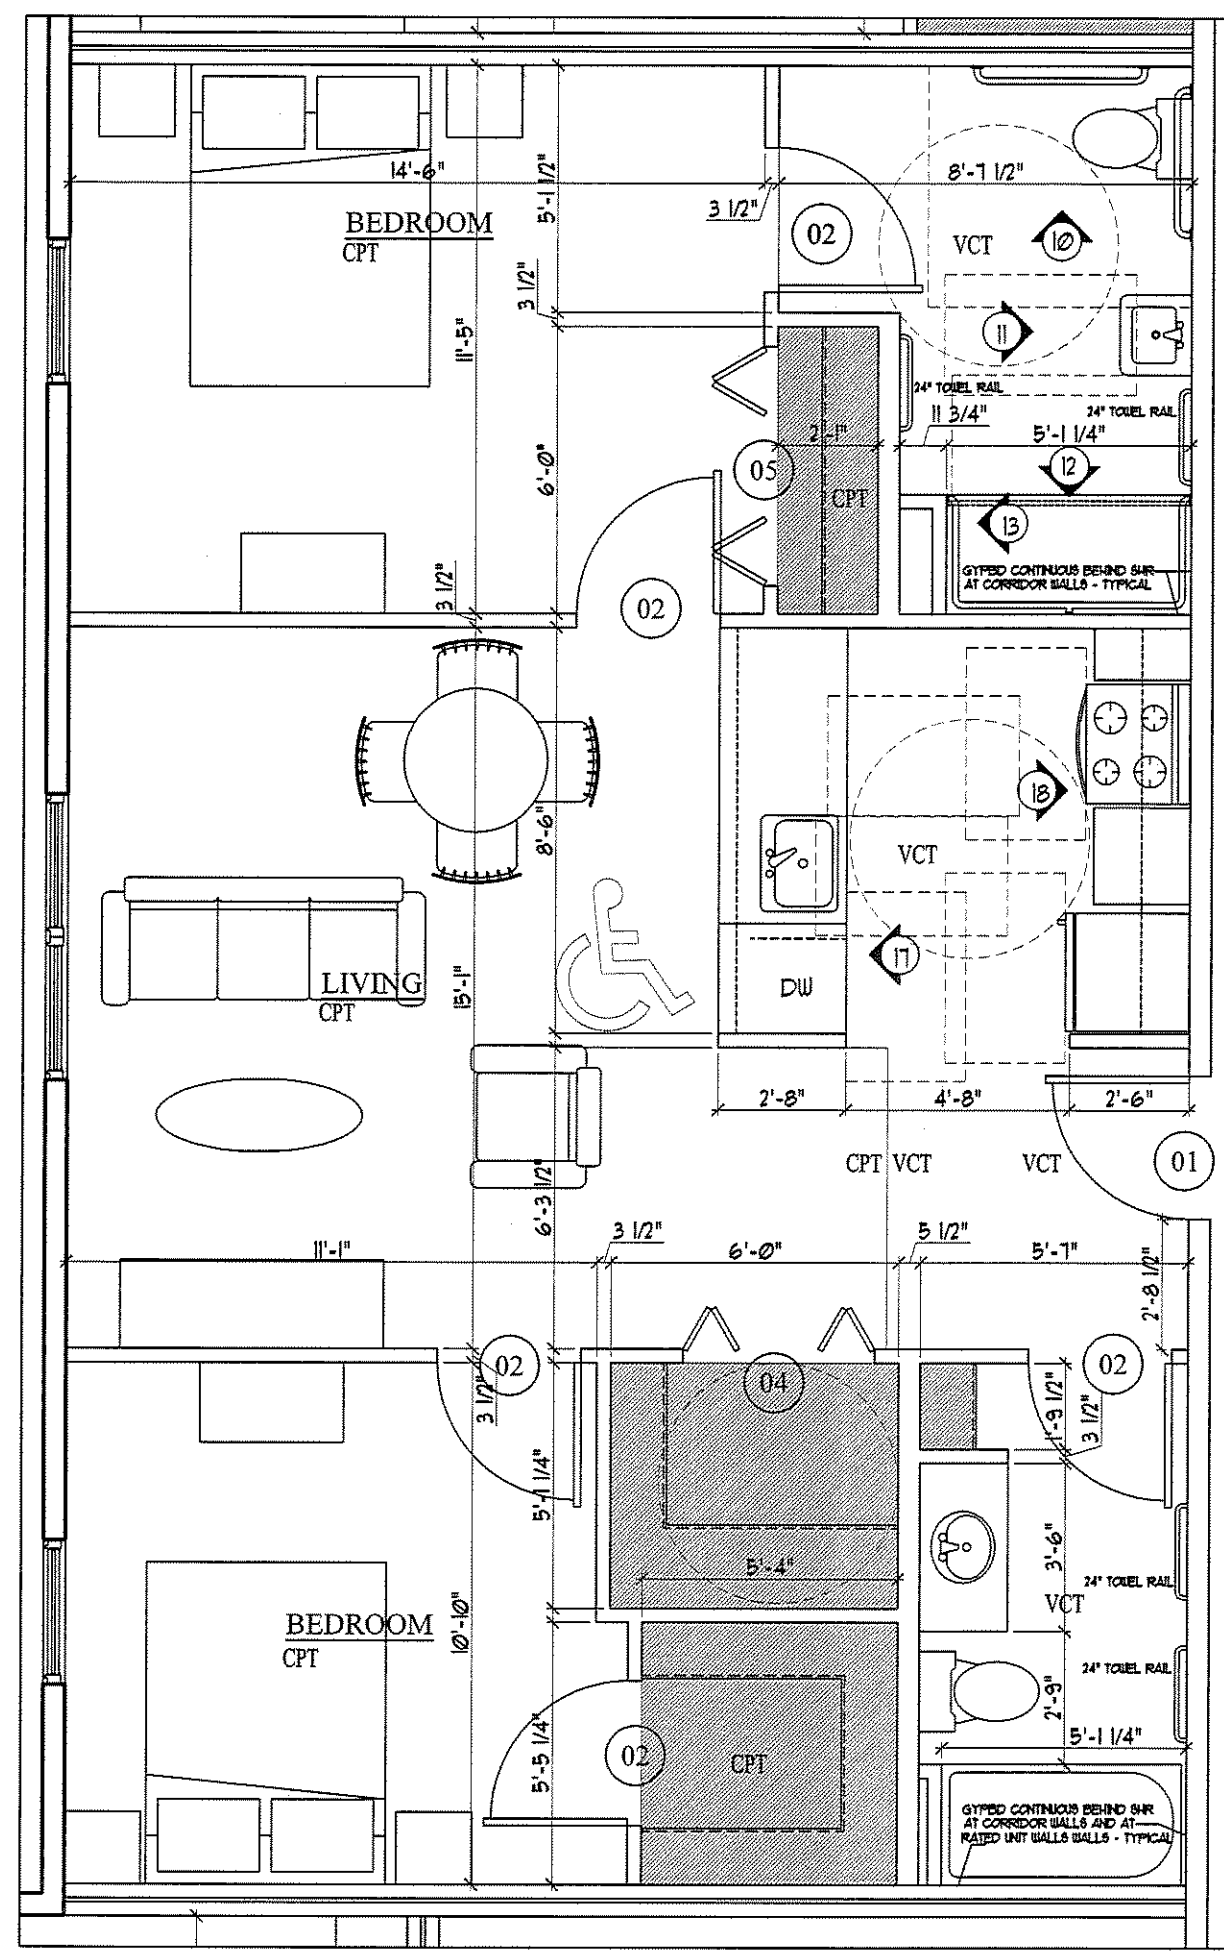 14'-6"
5'-1 1/2"
8'-7 1/2"
3 1/2"
BEDROOM
CPT
02
VCT
10
3 1/2"
11'-5"
11
24" TOWEL RAIL
11 3/4"
24" TOWEL RAIL
2'-1"
5'-1 1/4"
6'-0"
05
12
CPT
13
GYPBD CONTINUOUS BEHIND SHR
AT CORRIDOR WALLS - TYPICAL
3 1/2"
02
18
8'-6"
VCT
17
LIVING
CPT
15'-1"
DW
2'-8"
4'-8"
2'-6"
CPT VCT
VCT
01
6'-3 1/2"
3 1/2"
5 1/2"
11'-1"
6'-0"
5'-7"
2'-8 1/2"
02
04
02
3 1/2"
1'-9 1/2"
3 1/2"
5'-1 1/4"
5'-4"
3'-6"
24" TOWEL RAIL
VCT
BEDROOM
CPT
10'-10"
24" TOWEL RAIL
2'-9"
5'-5 1/4"
02
CPT
5'-1 1/4"
GYPBD CONTINUOUS BEHIND SHR
AT CORRIDOR WALLS AND AT
RATED UNIT WALLS WALLS - TYPICAL